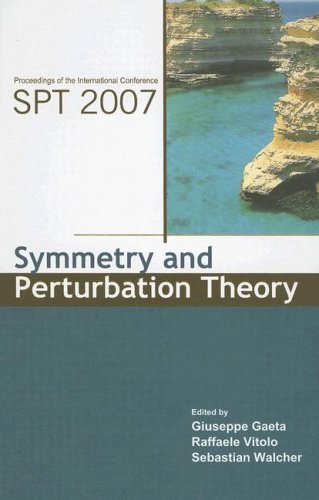 Proceedings of the International Conference
SPT 2007
Symmetry and
Perturbation Theory
Edited by
Giuseppe Gaeta
Raffaele Vitolo
Sebastian Walcher